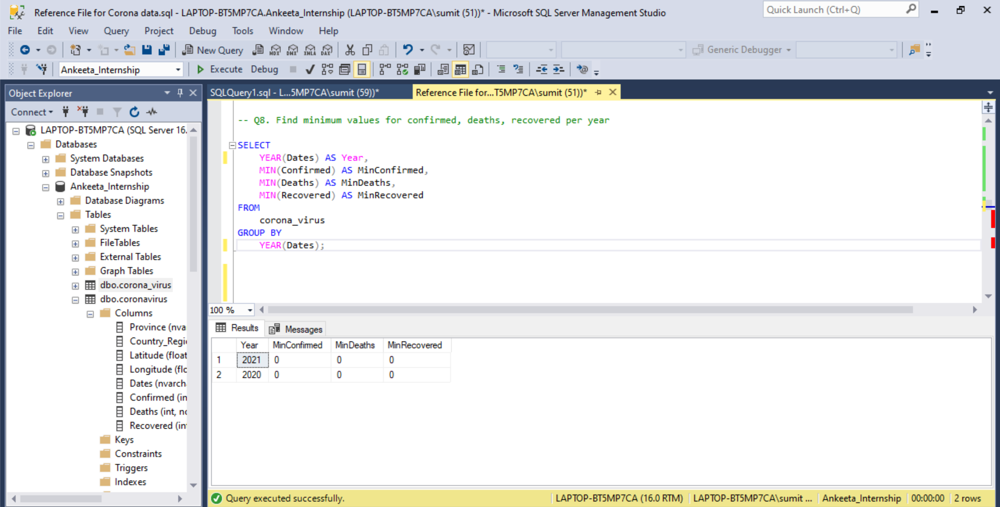 Reference File for Corona data.sql - LAPTOP-BT5MP7CA.Ankeeta_Internship (LAPTOP-BT5MP7CA\sumit (51))* - Microsoft SQL Server Management Studio
Quick Launch (Ctrl+Q)
File Edit View Query Project Debug Tools Window Help
New Query MDX DMX XMLA DAX Generic Debugger
Ankeeta_Internship Execute Debug
Object Explorer
SQLQuery1.sql - L...5MP7CA\sumit (59))*
Reference File for...T5MP7CA\sumit (51))*
Connect
LAPTOP-BT5MP7CA (SQL Server 16.
Databases
System Databases
Database Snapshots
Ankeeta_Internship
Database Diagrams
Tables
System Tables
FileTables
External Tables
Graph Tables
dbo.corona_virus
dbo.coronavirus
Columns
Province (nva
Country_Regi
Latitude (float
Longitude (flo
Dates (nvarch
Confirmed (in
Deaths (int, no
Recovered (int
Keys
Constraints
Triggers
Indexes
-- Q8. Find minimum values for confirmed, deaths, recovered per year
SELECT
YEAR(Dates) AS Year,
MIN(Confirmed) AS MinConfirmed,
MIN(Deaths) AS MinDeaths,
MIN(Recovered) AS MinRecovered
FROM
corona_virus
GROUP BY
YEAR(Dates);
100 %
Results Messages
Year MinConfirmed MinDeaths MinRecovered
1 2021 0 0 0
2 2020 0 0 0
Query executed successfully. LAPTOP-BT5MP7CA (16.0 RTM) LAPTOP-BT5MP7CA\sumit ... Ankeeta_Internship 00:00:00 2 rows